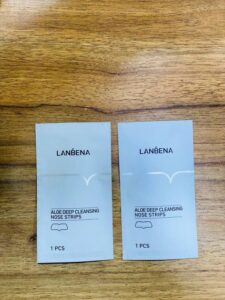 LANBENA
ALOE DEEP CLEANSING
NOSE STRIPS
1 PCS
LANBENA
ALOE DEEP CLEANSING
NOSE STRIPS
1 PCS